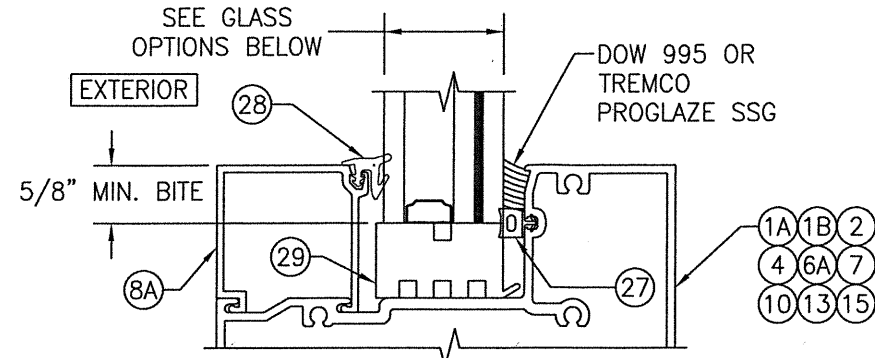 SEE GLASS
OPTIONS BELOW
EXTERIOR
DOW 995 OR
TREMCO
PROGLAZE SSG
28
5/8" MIN. BITE
29
8A
27
1A 1B 2
4 6A 7
10 13 15